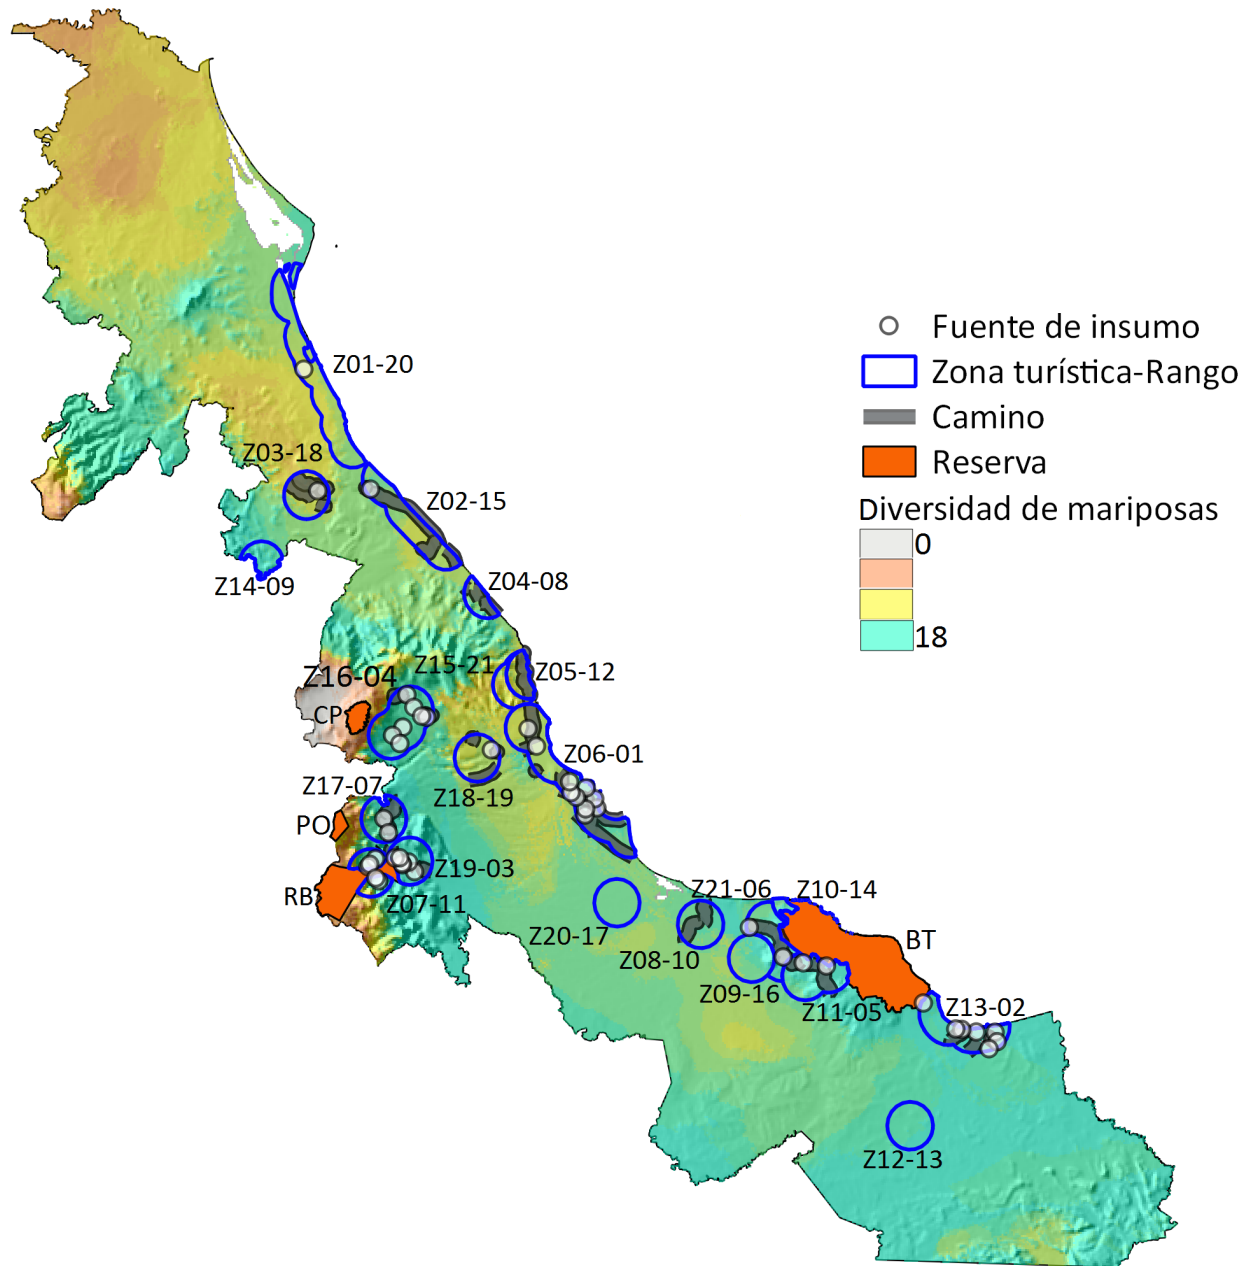 Z01-20
Fuente de insumo
Zona turística-Rango
Camino
Reserva
Diversidad de mariposas
0
18
Z03-18
Z02-15
Z14-09
Z04-08
Z15-21
Z05-12
Z16-04
CP
Z06-01
Z17-07
Z18-19
PO
Z19-03
RB
Z07-11
Z21-06
Z10-14
Z20-17
BT
Z08-10
Z09-16
Z11-05
Z13-02
Z12-13